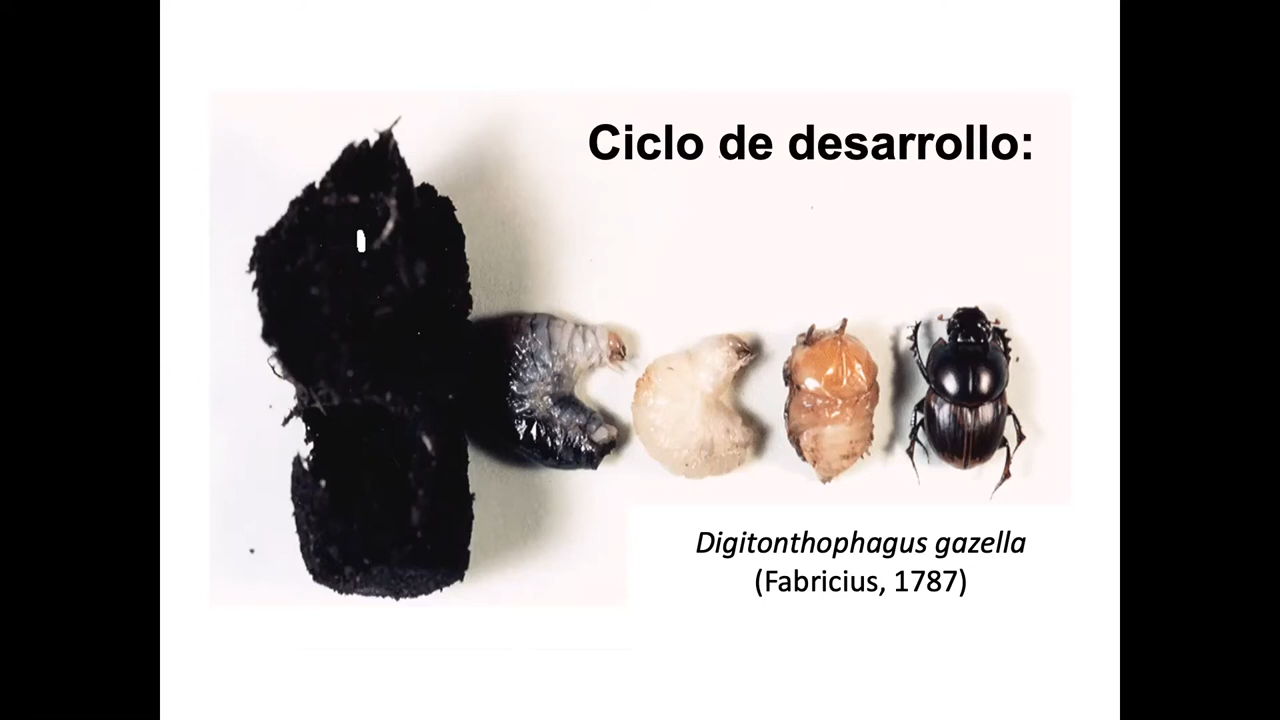 Ciclo de desarrollo:
Digitonthophagus gazella
(Fabricius, 1787)